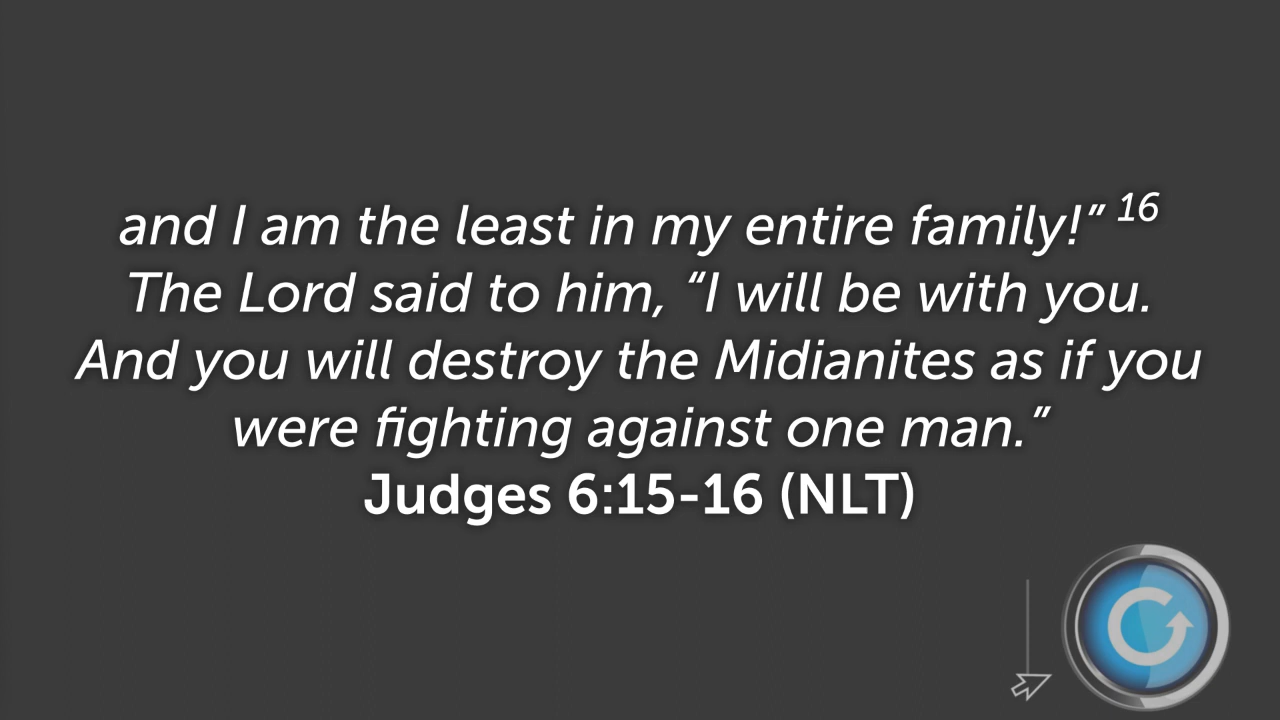 and I am the least in my entire family!” 16
The Lord said to him, “I will be with you.
And you will destroy the Midianites as if you
were fighting against one man.”
Judges 6:15-16 (NLT)